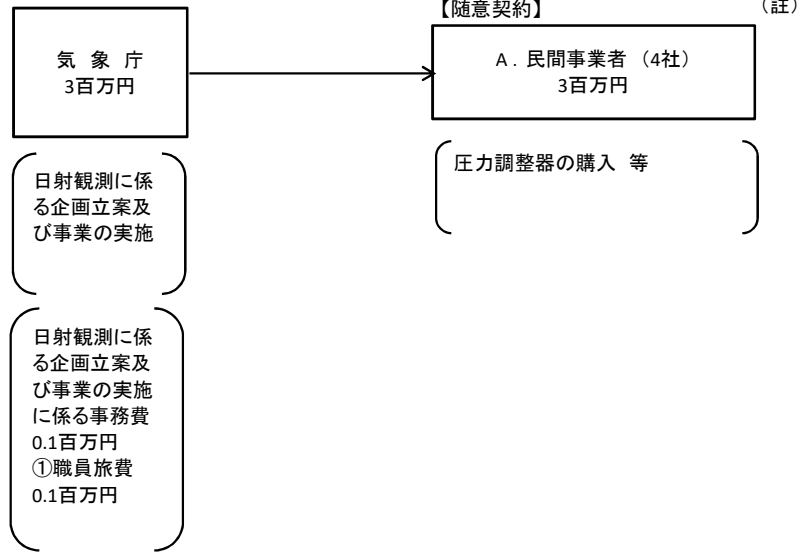 【随意契約】
（註）
気　象　庁
3百万円
A．民間事業者（4社）
3百万円
日射観測に係
る企画立案及
び事業の実施
圧力調整器の購入　等
日射観測に係
る企画立案及
び事業の実施
に係る事務費
0.1百万円
①職員旅費
0.1百万円